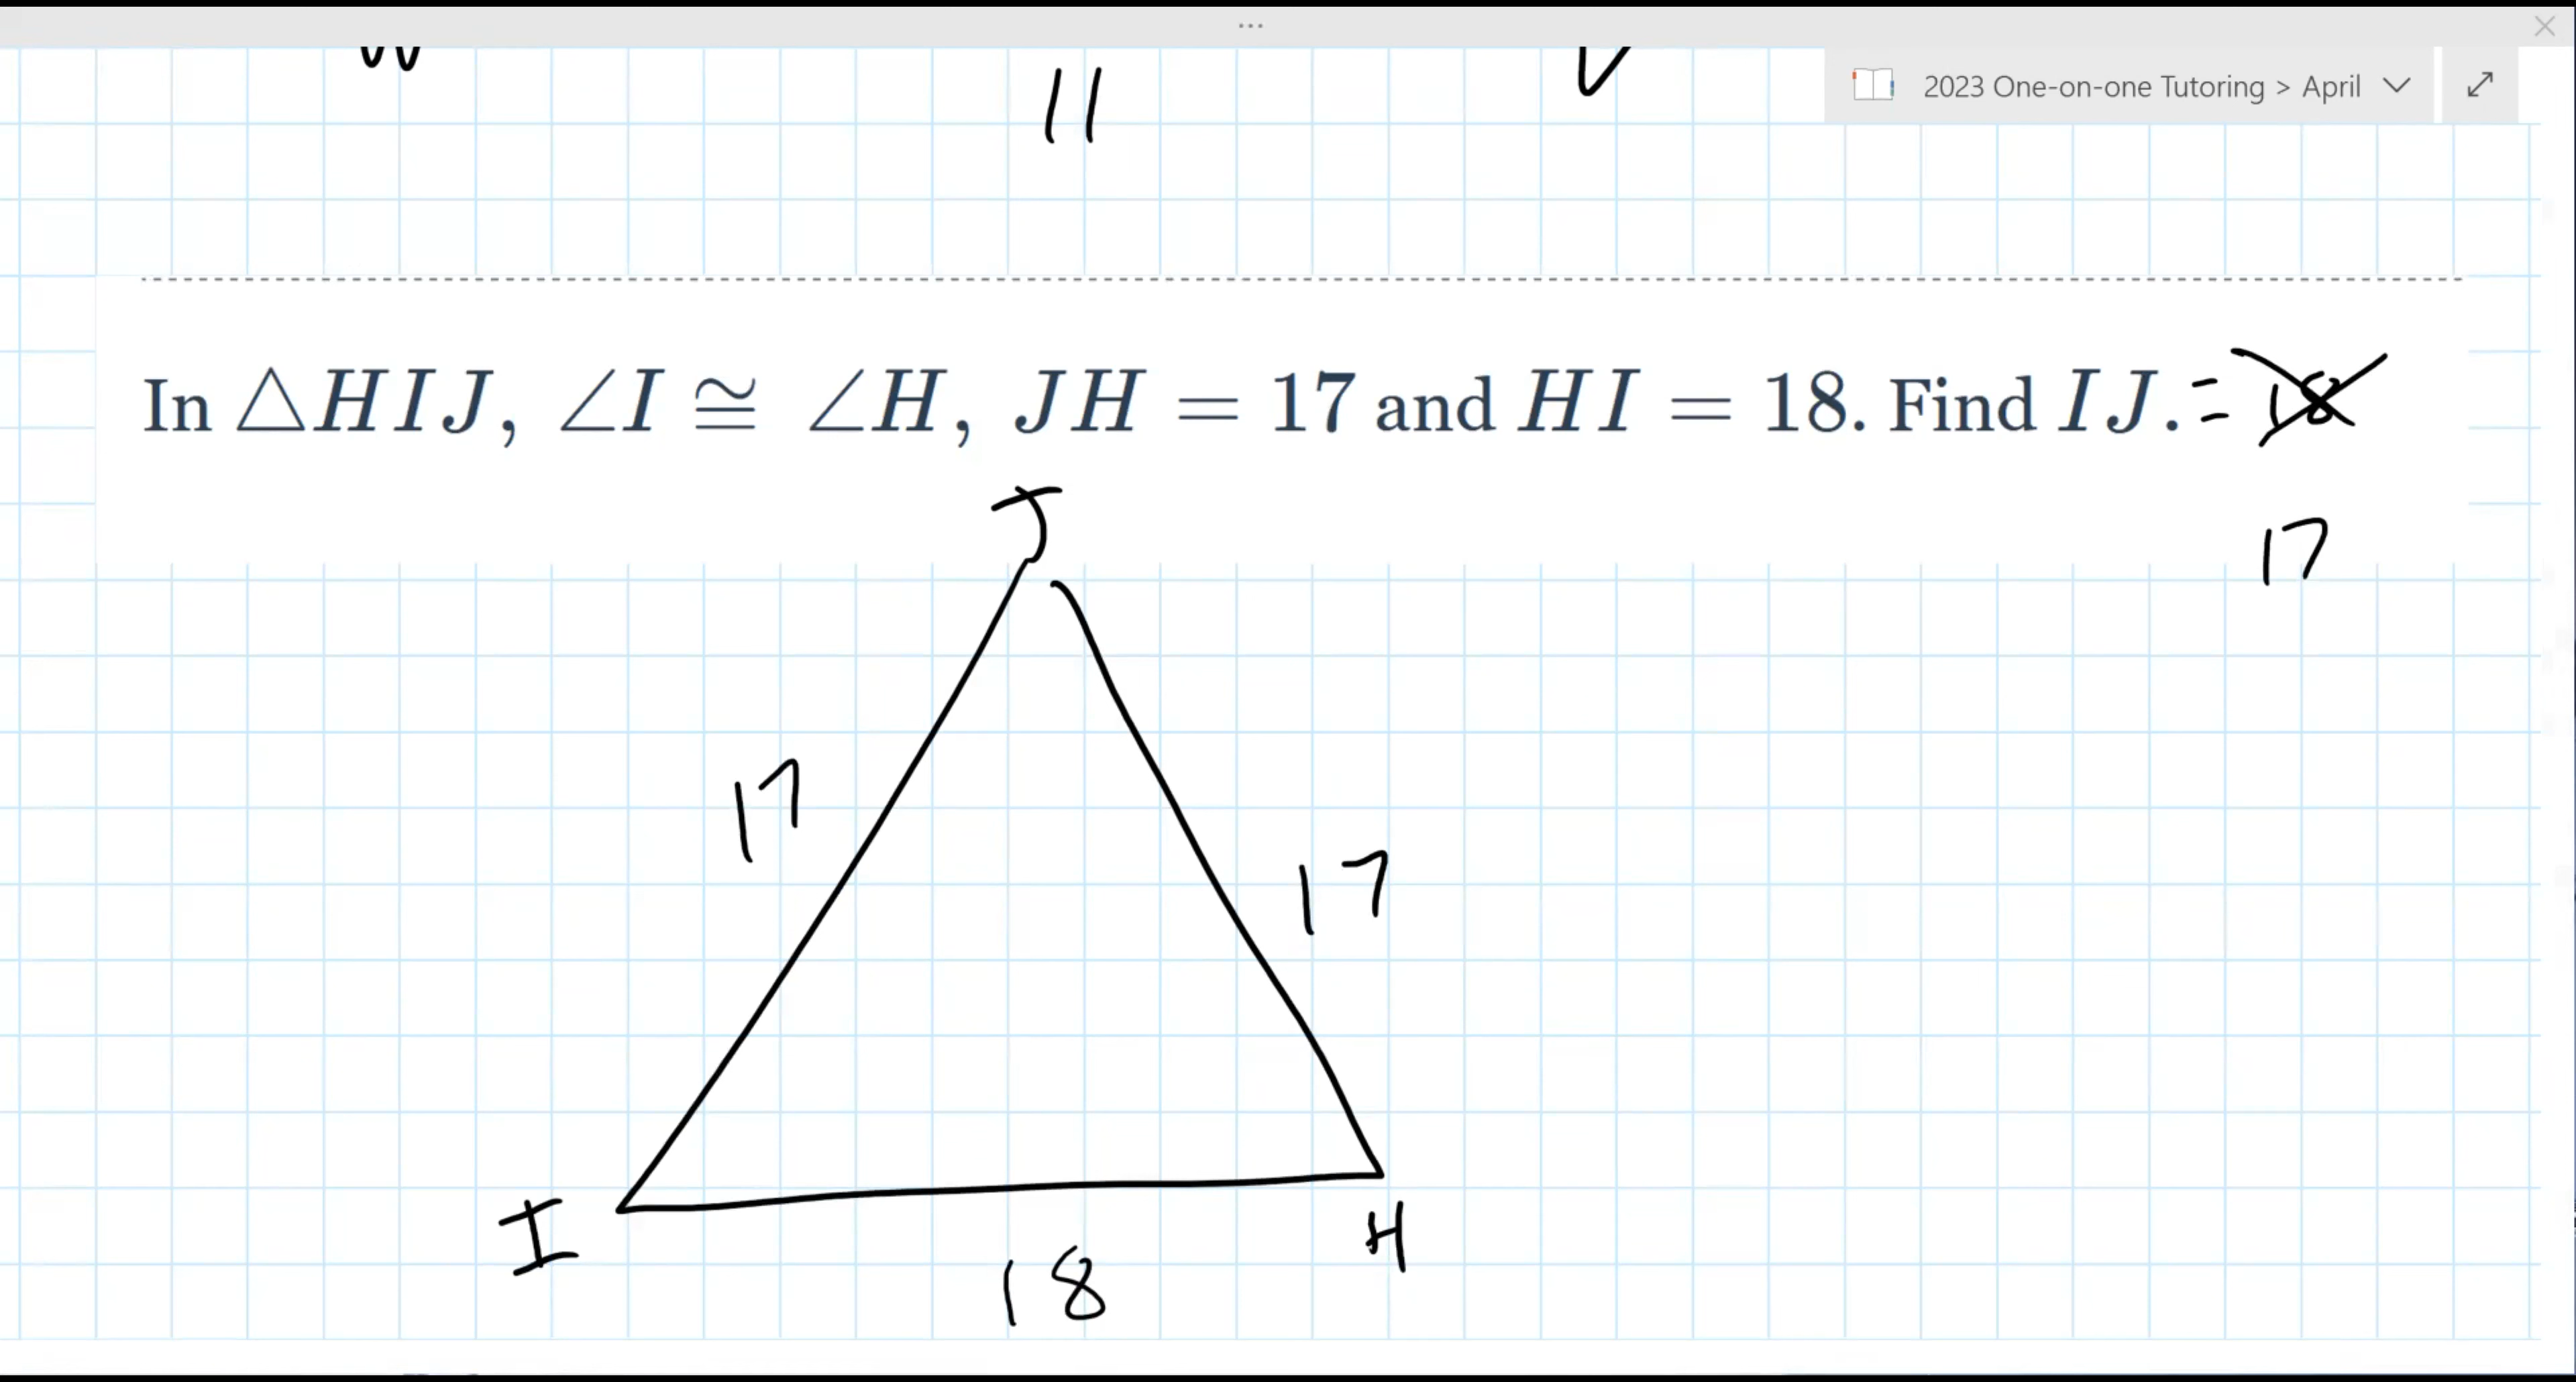 ...
11
2023 One-on-one Tutoring > April
In △HIJ, ∠I ≅ ∠H, JH = 17 and HI = 18. Find IJ. = 18
17
J
17
17
I
H
18